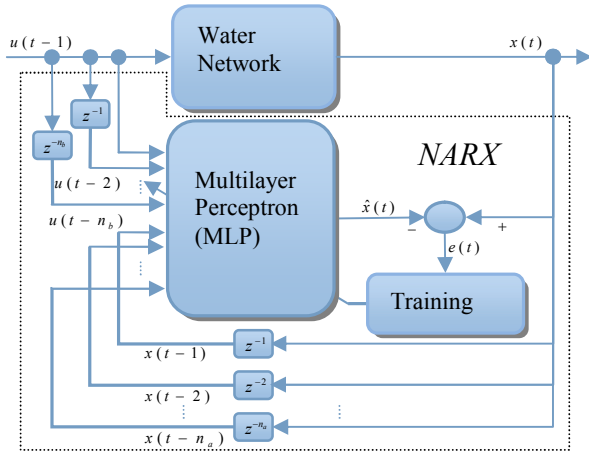 u(t − 1)
Water
Network
x(t)
z⁻¹
z^{−n_b}
NARX
u(t − 2)
u(t − n_b)
Multilayer
Perceptron
(MLP)
x̂(t)
−
+
e(t)
Training
z⁻¹
x(t − 1)
z⁻²
x(t − 2)
z^{−n_a}
x(t − n_a)